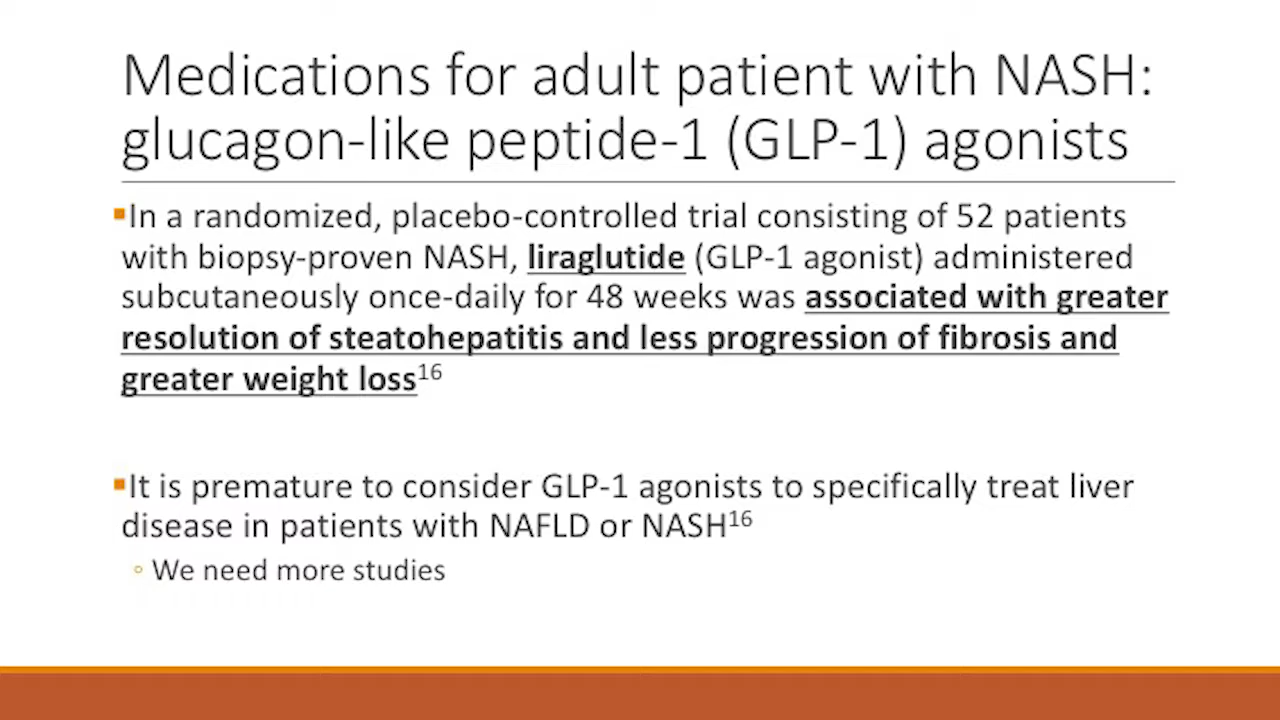 Medications for adult patient with NASH:
glucagon-like peptide-1 (GLP-1) agonists
▪In a randomized, placebo-controlled trial consisting of 52 patients
with biopsy-proven NASH, liraglutide (GLP-1 agonist) administered
subcutaneously once-daily for 48 weeks was associated with greater
resolution of steatohepatitis and less progression of fibrosis and
greater weight loss16
▪It is premature to consider GLP-1 agonists to specifically treat liver
disease in patients with NAFLD or NASH16
◦ We need more studies